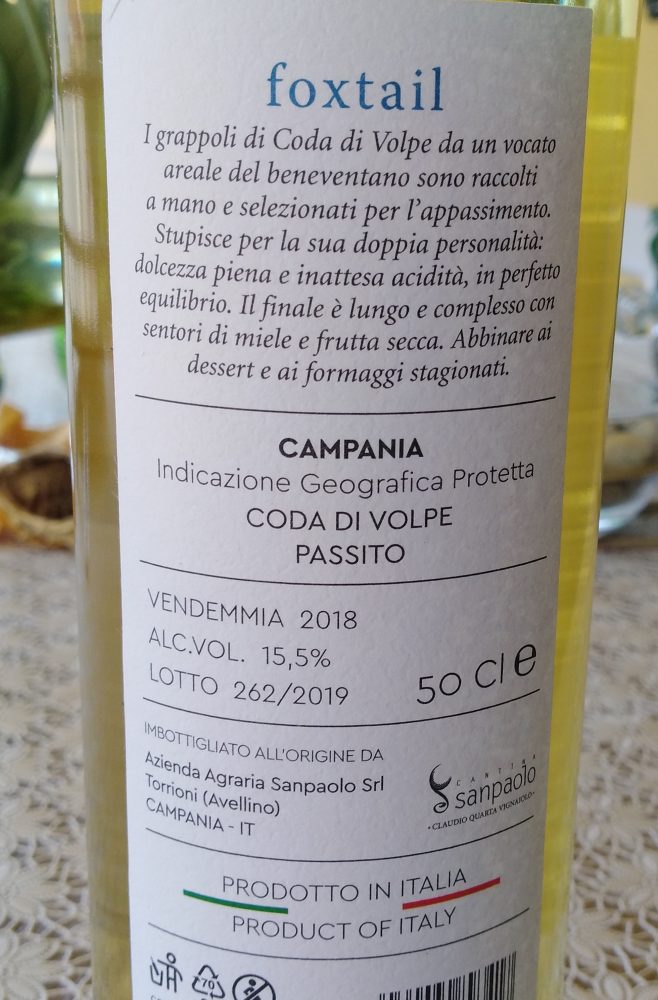 foxtail
I grappoli di Coda di Volpe da un vocato
areale del beneventano sono raccolti
a mano e selezionati per l'appassimento.
Stupisce per la sua doppia personalità:
dolcezza piena e inattesa acidità, in perfetto
equilibrio. Il finale è lungo e complesso con
sentori di miele e frutta secca. Abbinare ai
dessert e ai formaggi stagionati.
CAMPANIA
Indicazione Geografica Protetta
CODA DI VOLPE
PASSITO
VENDEMMIA 2018
ALC.VOL. 15,5%
LOTTO 262/2019
50 Cl e
IMBOTTIGLIATO ALL'ORIGINE DA
Azienda Agraria Sanpaolo Srl
Torrioni (Avellino)
CAMPANIA - IT
CANTINA
sanpaolo
• CLAUDIO QUARTA VIGNAIOLO •
PRODOTTO IN ITALIA
PRODUCT OF ITALY
70